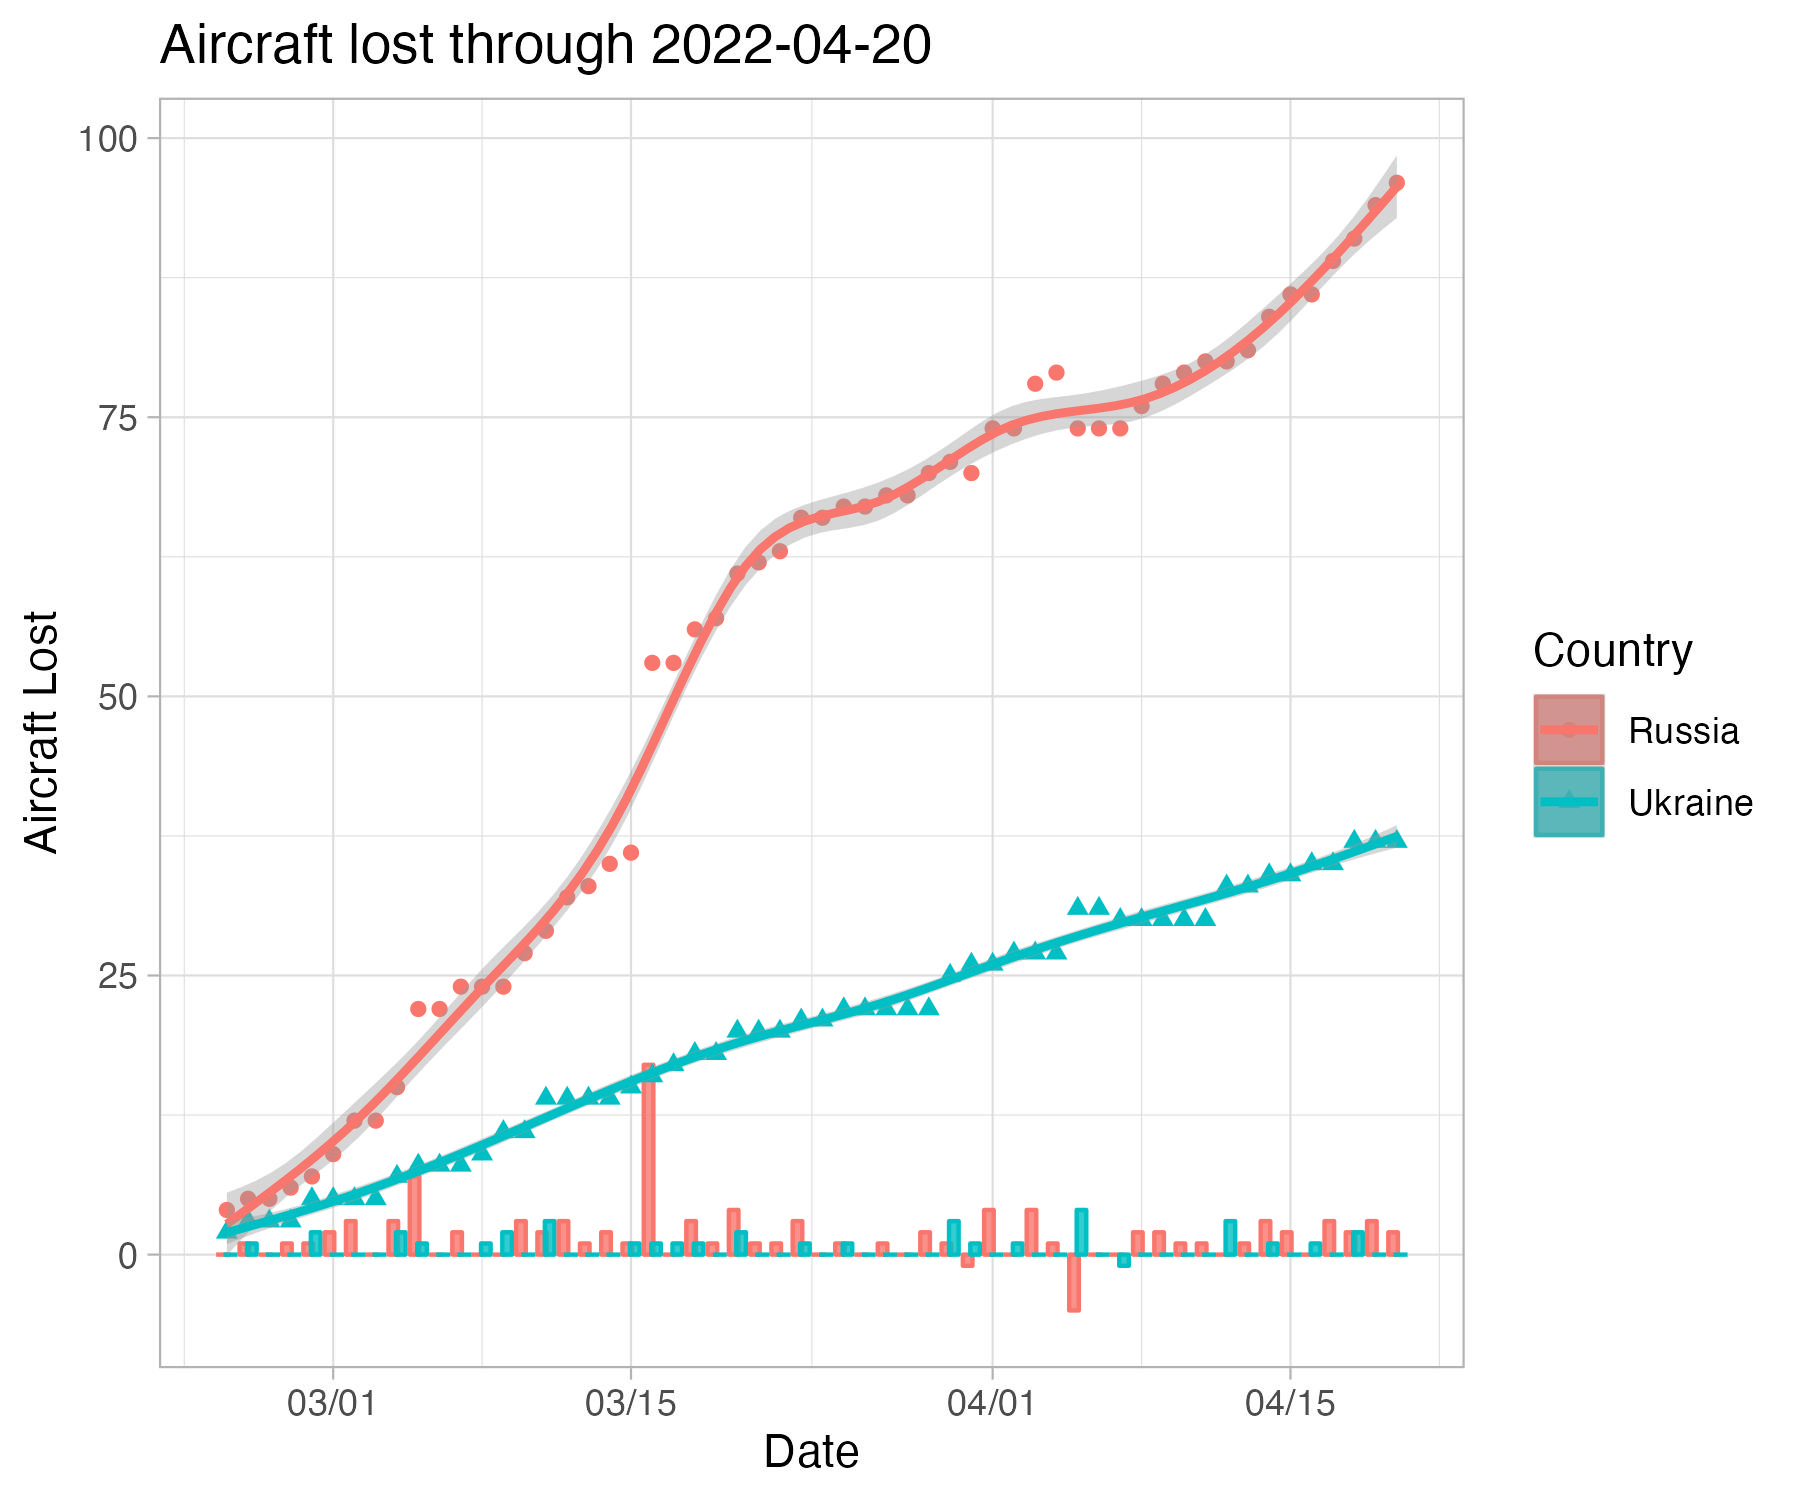 Aircraft lost through 2022-04-20
100
75
50
25
0
Aircraft Lost
03/01
03/15
04/01
04/15
Date
Country
Russia
Ukraine